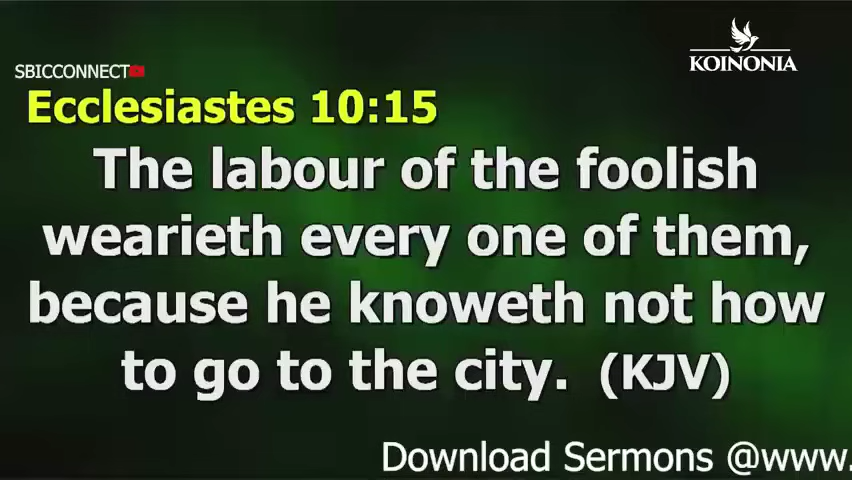 SBICCONNECT
KOINONIA
Ecclesiastes 10:15
The labour of the foolish
wearieth every one of them,
because he knoweth not how
to go to the city. (KJV)
Download Sermons @www.